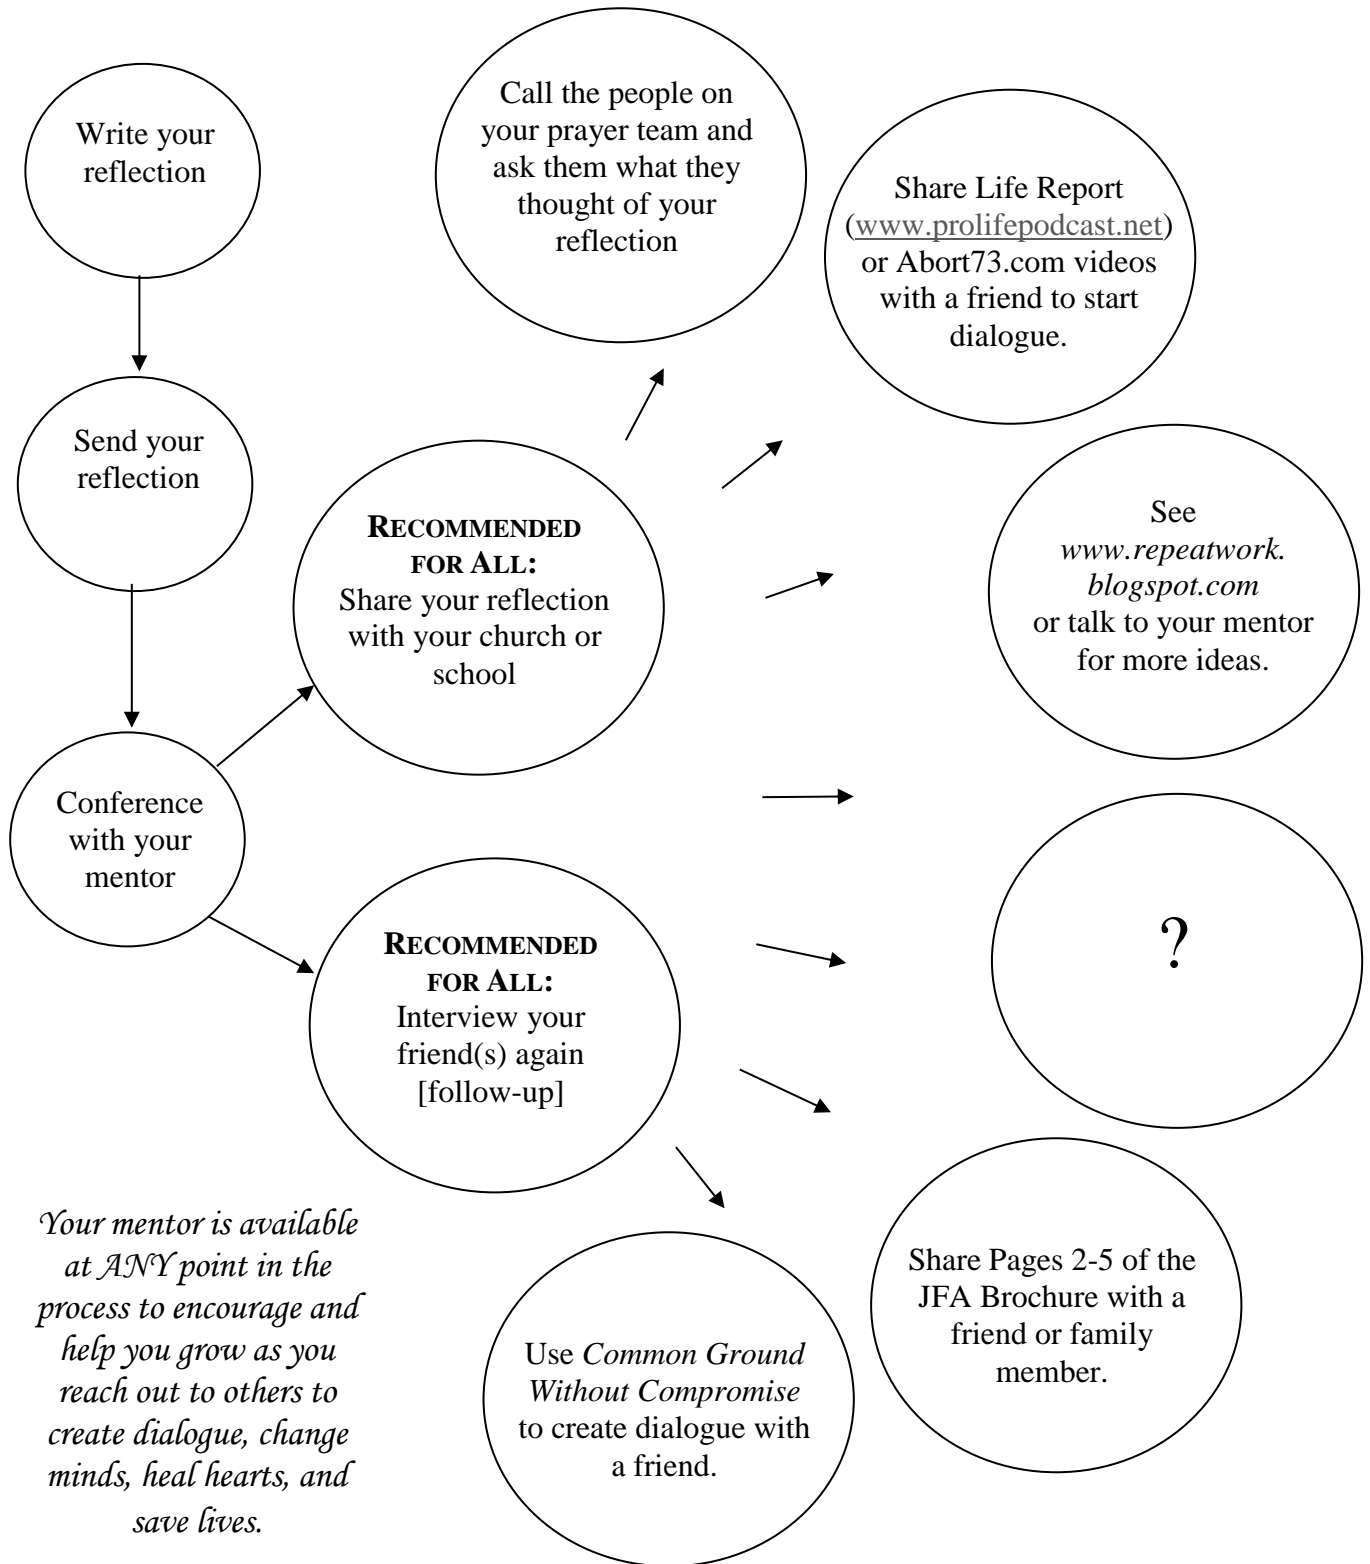 Write your
reflection
Send your
reflection
Conference
with your
mentor
RECOMMENDED
FOR ALL:
Share your reflection
with your church or
school
RECOMMENDED
FOR ALL:
Interview your
friend(s) again
[follow-up]
Call the people on
your prayer team and
ask them what they
thought of your
reflection
Share Life Report
(www.prolifepodcast.net)
or Abort73.com videos
with a friend to start
dialogue.
See
www.repeatwork.
blogspot.com
or talk to your mentor
for more ideas.
?
Share Pages 2-5 of the
JFA Brochure with a
friend or family
member.
Use Common Ground
Without Compromise
to create dialogue with
a friend.
Your mentor is available
at ANY point in the
process to encourage and
help you grow as you
reach out to others to
create dialogue, change
minds, heal hearts, and
save lives.